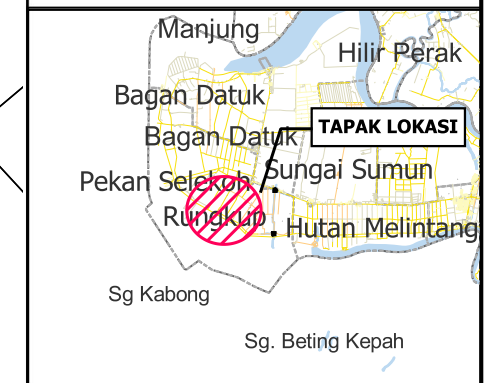 Manjung
Hilir Perak
Bagan Datuk
TAPAK LOKASI
Bagan Datuk
Sungai Sumun
Pekan Selekoh
Rungkup
Hutan Melintang
Sg Kabong
Sg. Beting Kepah